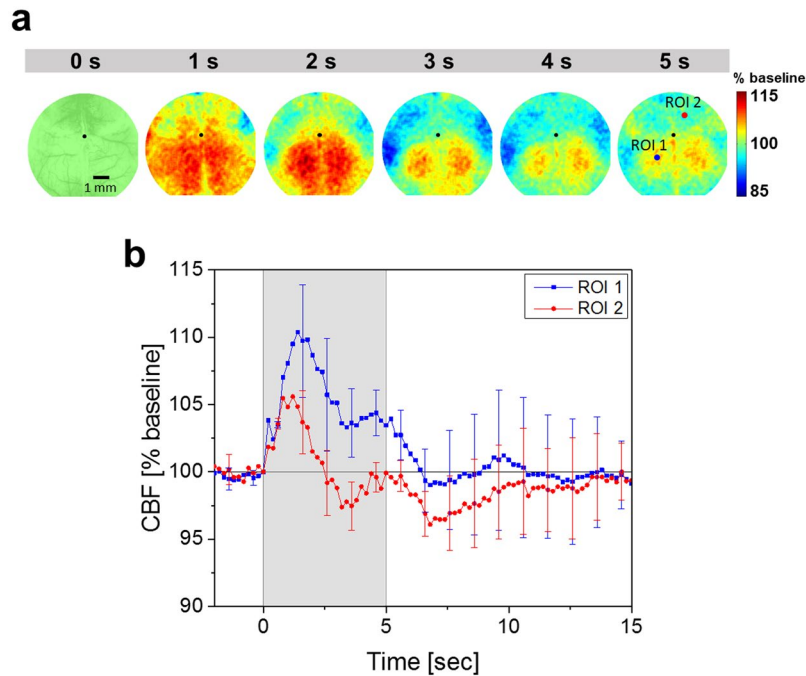 a
0 s 1 s 2 s 3 s 4 s 5 s
% baseline
115
100
85
ROI 2
ROI 1
1 mm
b
CBF [% baseline]
115
110
105
100
95
90
ROI 1
ROI 2
0 5 10 15
Time [sec]